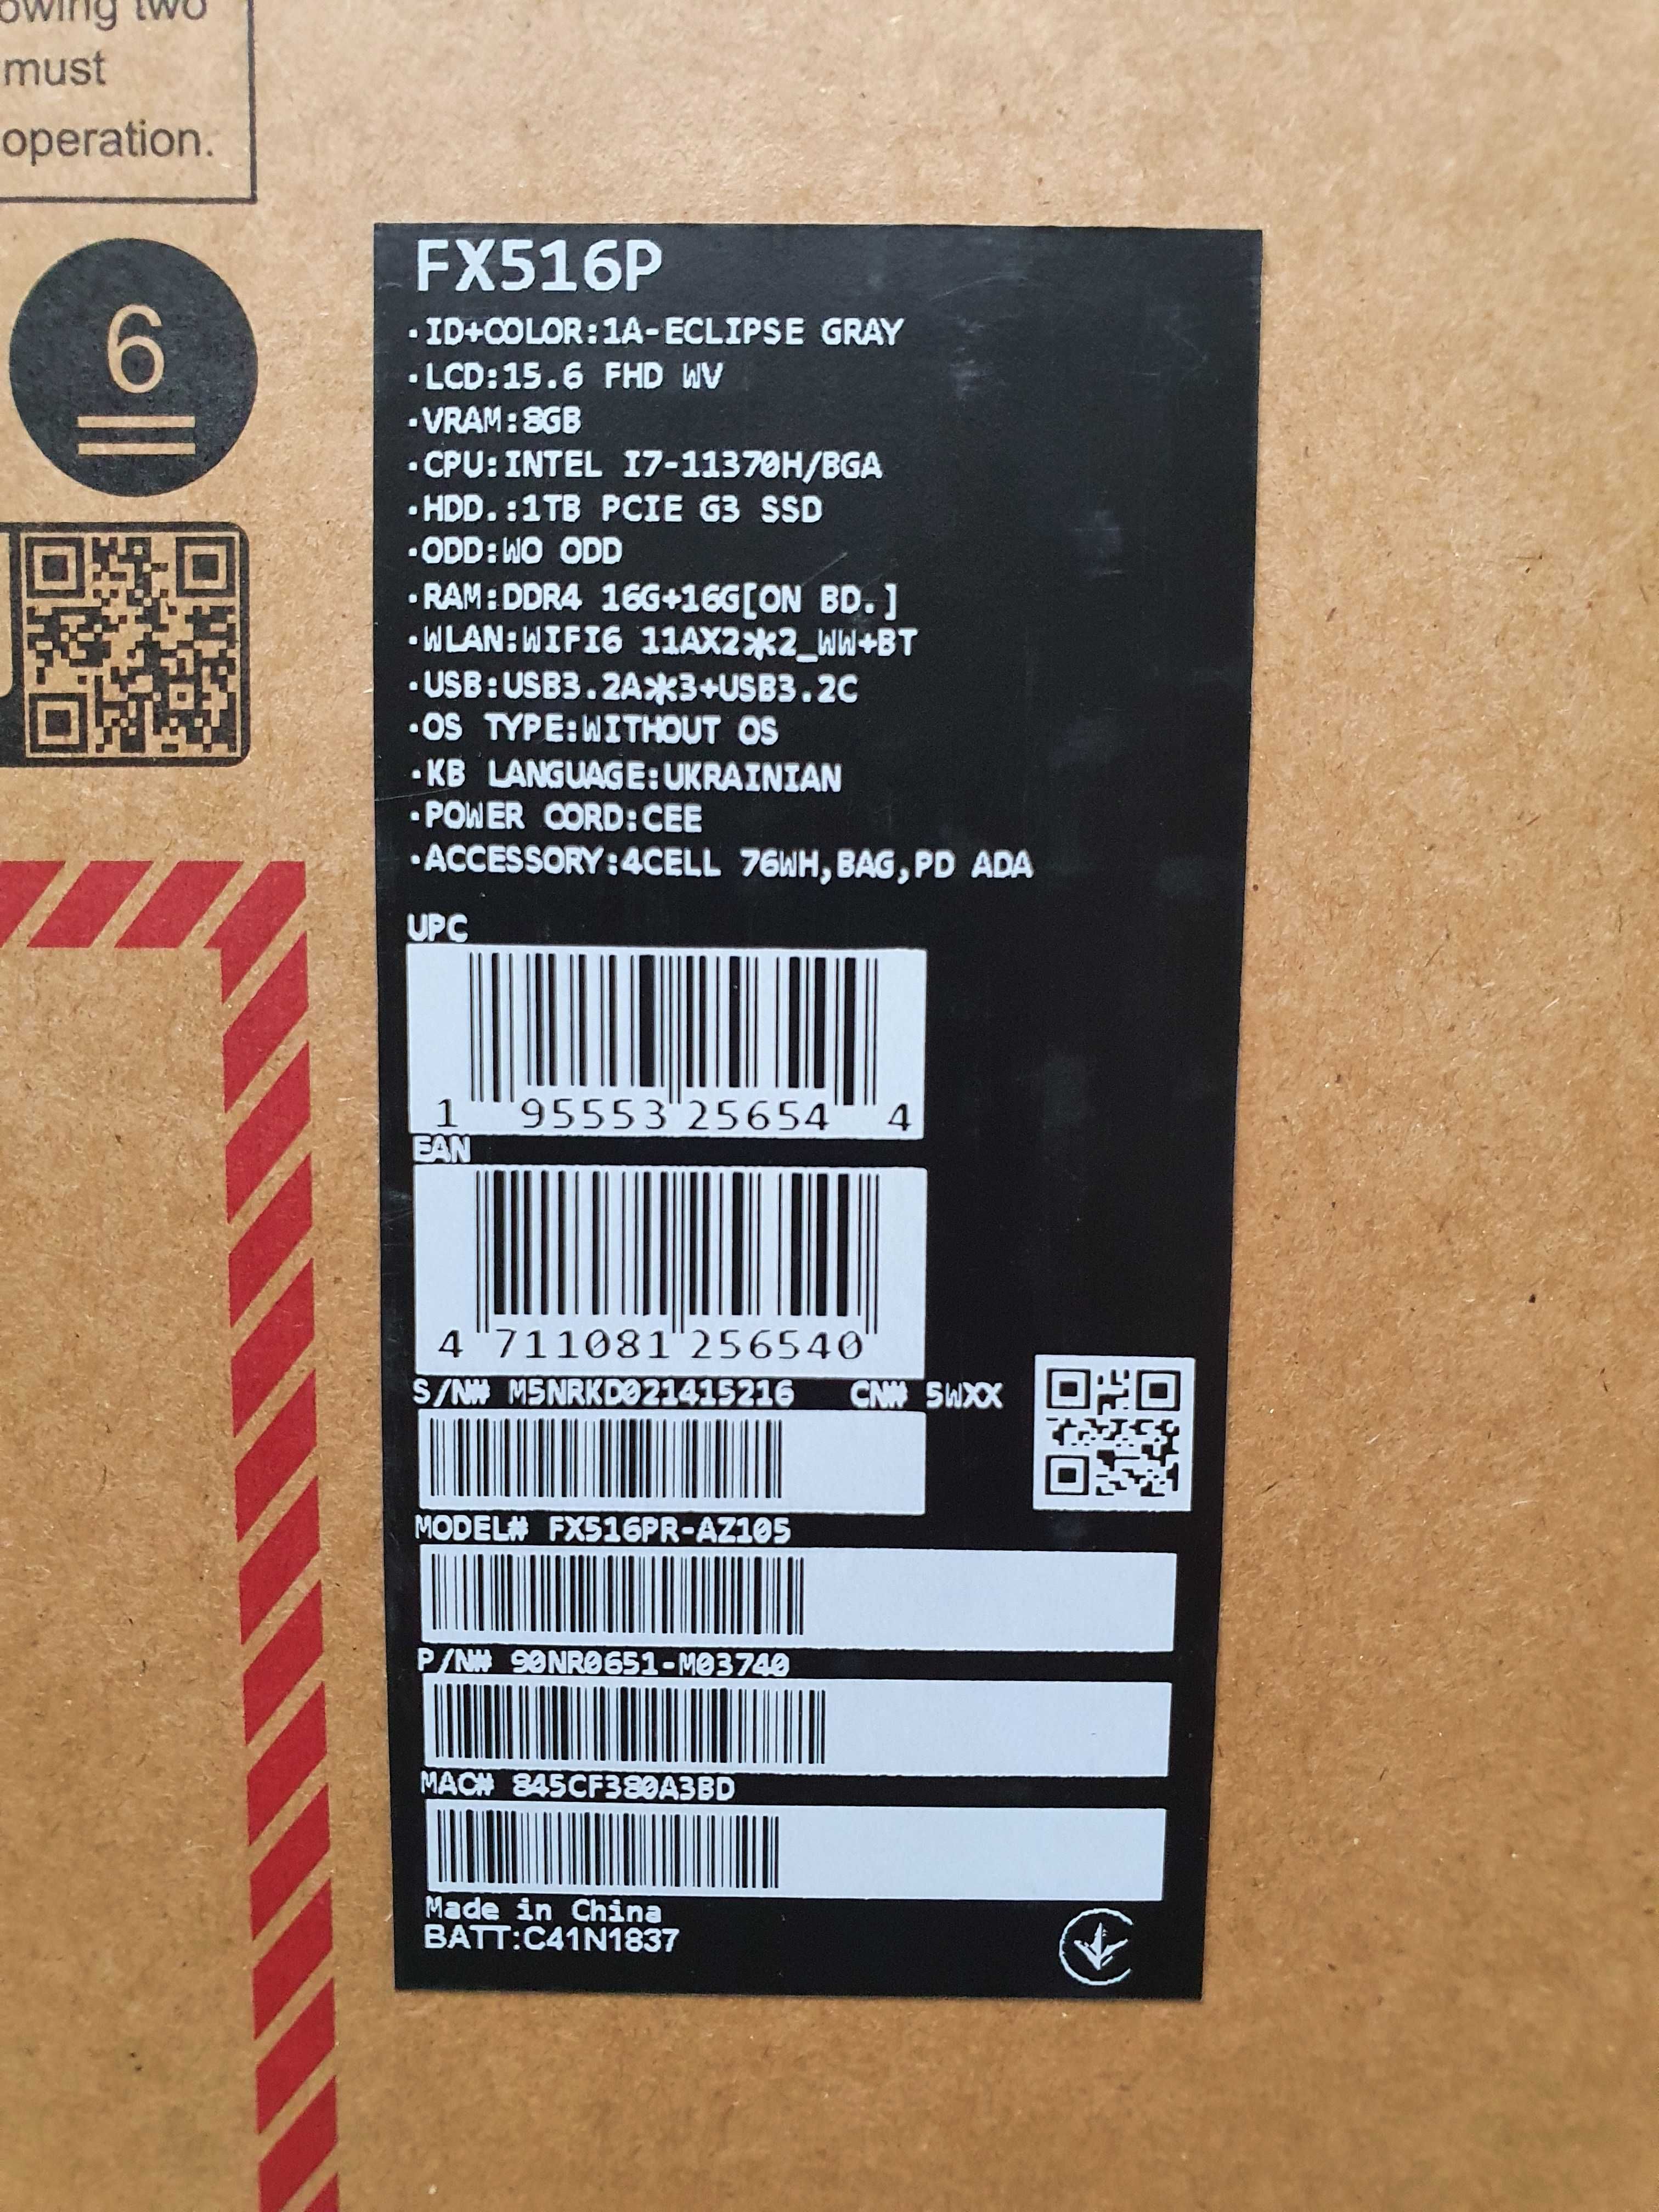 owing two
must
operation.
6
FX516P
·ID+COLOR:1A-ECLIPSE GRAY
·LCD:15.6 FHD WV
·VRAM:8GB
·CPU:INTEL I7-11370H/BGA
·HDD.:1TB PCIE G3 SSD
·ODD:WO ODD
·RAM:DDR4 16G+16G[ON BD.]
·WLAN:WIFI6 11AX2*2_WW+BT
·USB:USB3.2A*3+USB3.2C
·OS TYPE:WITHOUT OS
·KB LANGUAGE:UKRAINIAN
·POWER CORD:CEE
·ACCESSORY:4CELL 76WH,BAG,PD ADA
UPC
1 95553 25654 4
EAN
4 711081 256540
S/N# M5NRKD021415216 CN# 5WXX
MODEL# FX516PR-AZ105
P/N# 90NR0651-M03740
MAC# 845CF380A3BD
Made in China
BATT:C41N1837